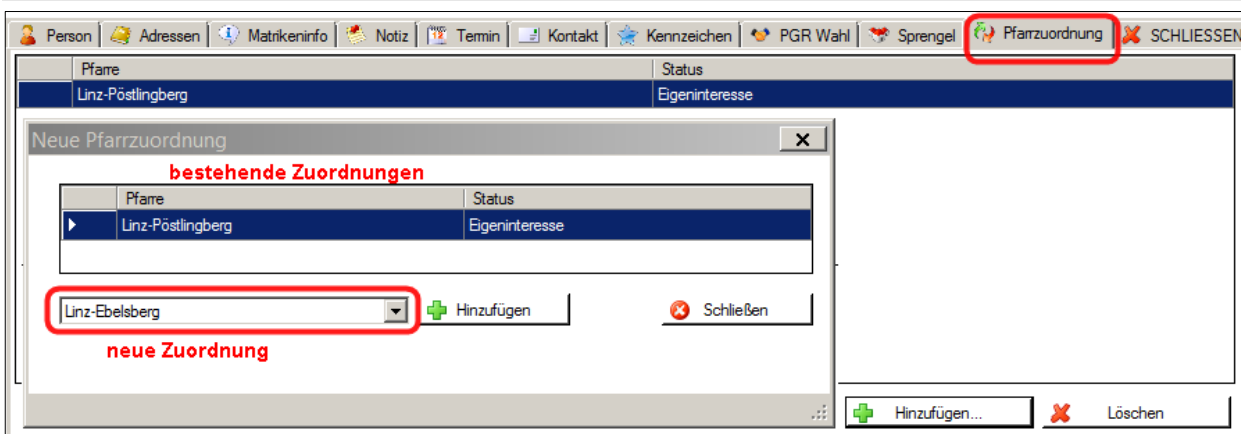 Person Adressen Matrikeninfo Notiz Termin Kontakt Kennzeichen PGR Wahl Sprengel Pfarrzuordnung SCHLIESSEN
Pfarre Status
Linz-Pöstlingberg Eigeninteresse
Neue Pfarrzuordnung
bestehende Zuordnungen
Pfarre Status
Linz-Pöstlingberg Eigeninteresse
Linz-Ebelsberg Hinzufügen Schließen
neue Zuordnung
Hinzufügen... Löschen